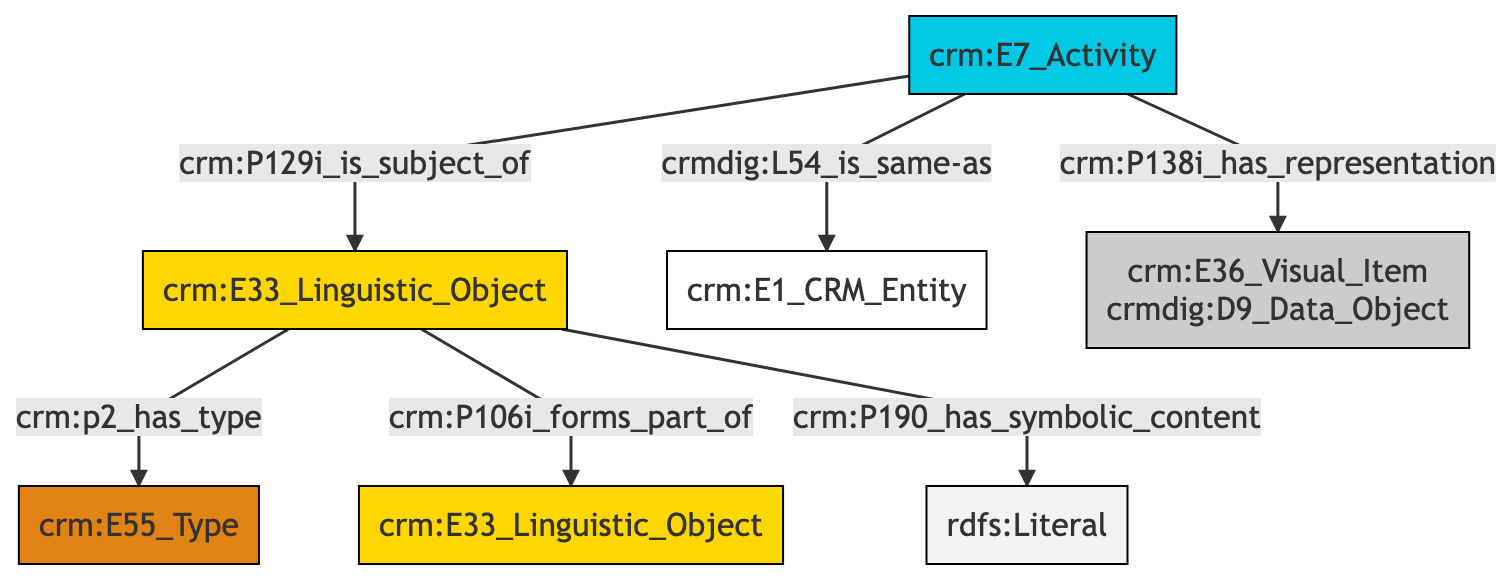 crm:E7_Activity
crm:P129i_is_subject_of
crmdig:L54_is_same-as
crm:P138i_has_representation
crm:E33_Linguistic_Object
crm:E1_CRM_Entity
crm:E36_Visual_Item
crmdig:D9_Data_Object
crm:p2_has_type
crm:P106i_forms_part_of
crm:P190_has_symbolic_content
crm:E55_Type
crm:E33_Linguistic_Object
rdfs:Literal